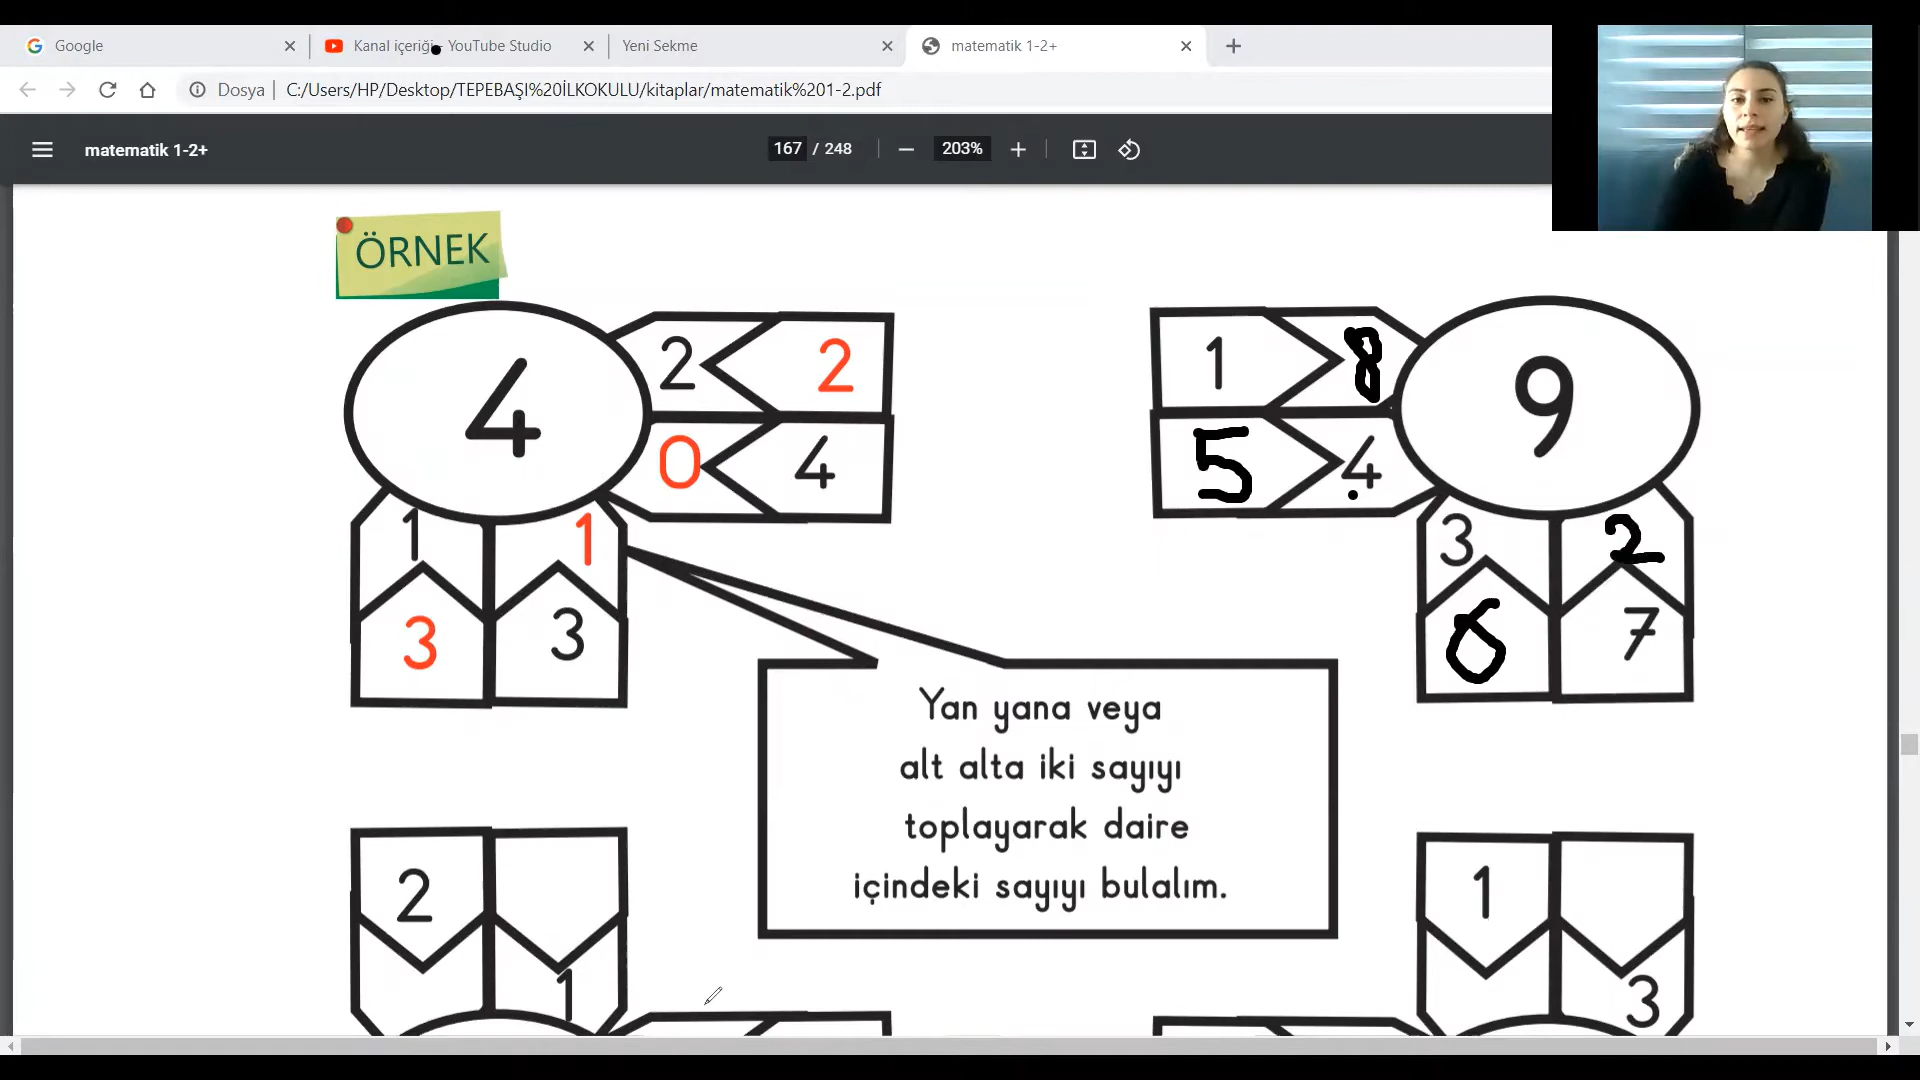 Google
Kanal içeriği - YouTube Studio
Yeni Sekme
matematik 1-2+
Dosya
C:/Users/HP/Desktop/TEPEBAŞI%20İLKOKULU/kitaplar/matematik%201-2.pdf
matematik 1-2+
167 / 248
203%
ÖRNEK
4
2 2
0 4
1 1
3 3
1 8
5 4
9
3 2
6 7
Yan yana veya
alt alta iki sayıyı
toplayarak daire
içindeki sayıyı bulalım.
2
1
1
3